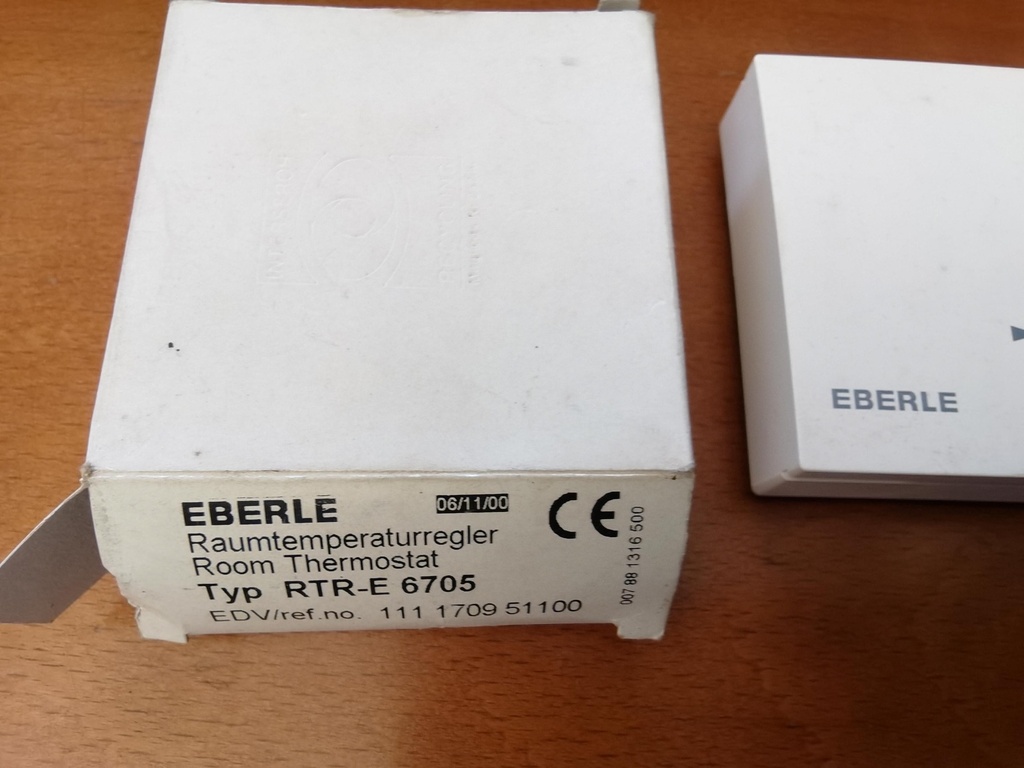 EBERLE 06/11/00 CE
Raumtemperaturregler
Room Thermostat
Typ RTR-E 6705
EDV/ref.no. 111 1709 51100
007 88 1316 500
EBERLE